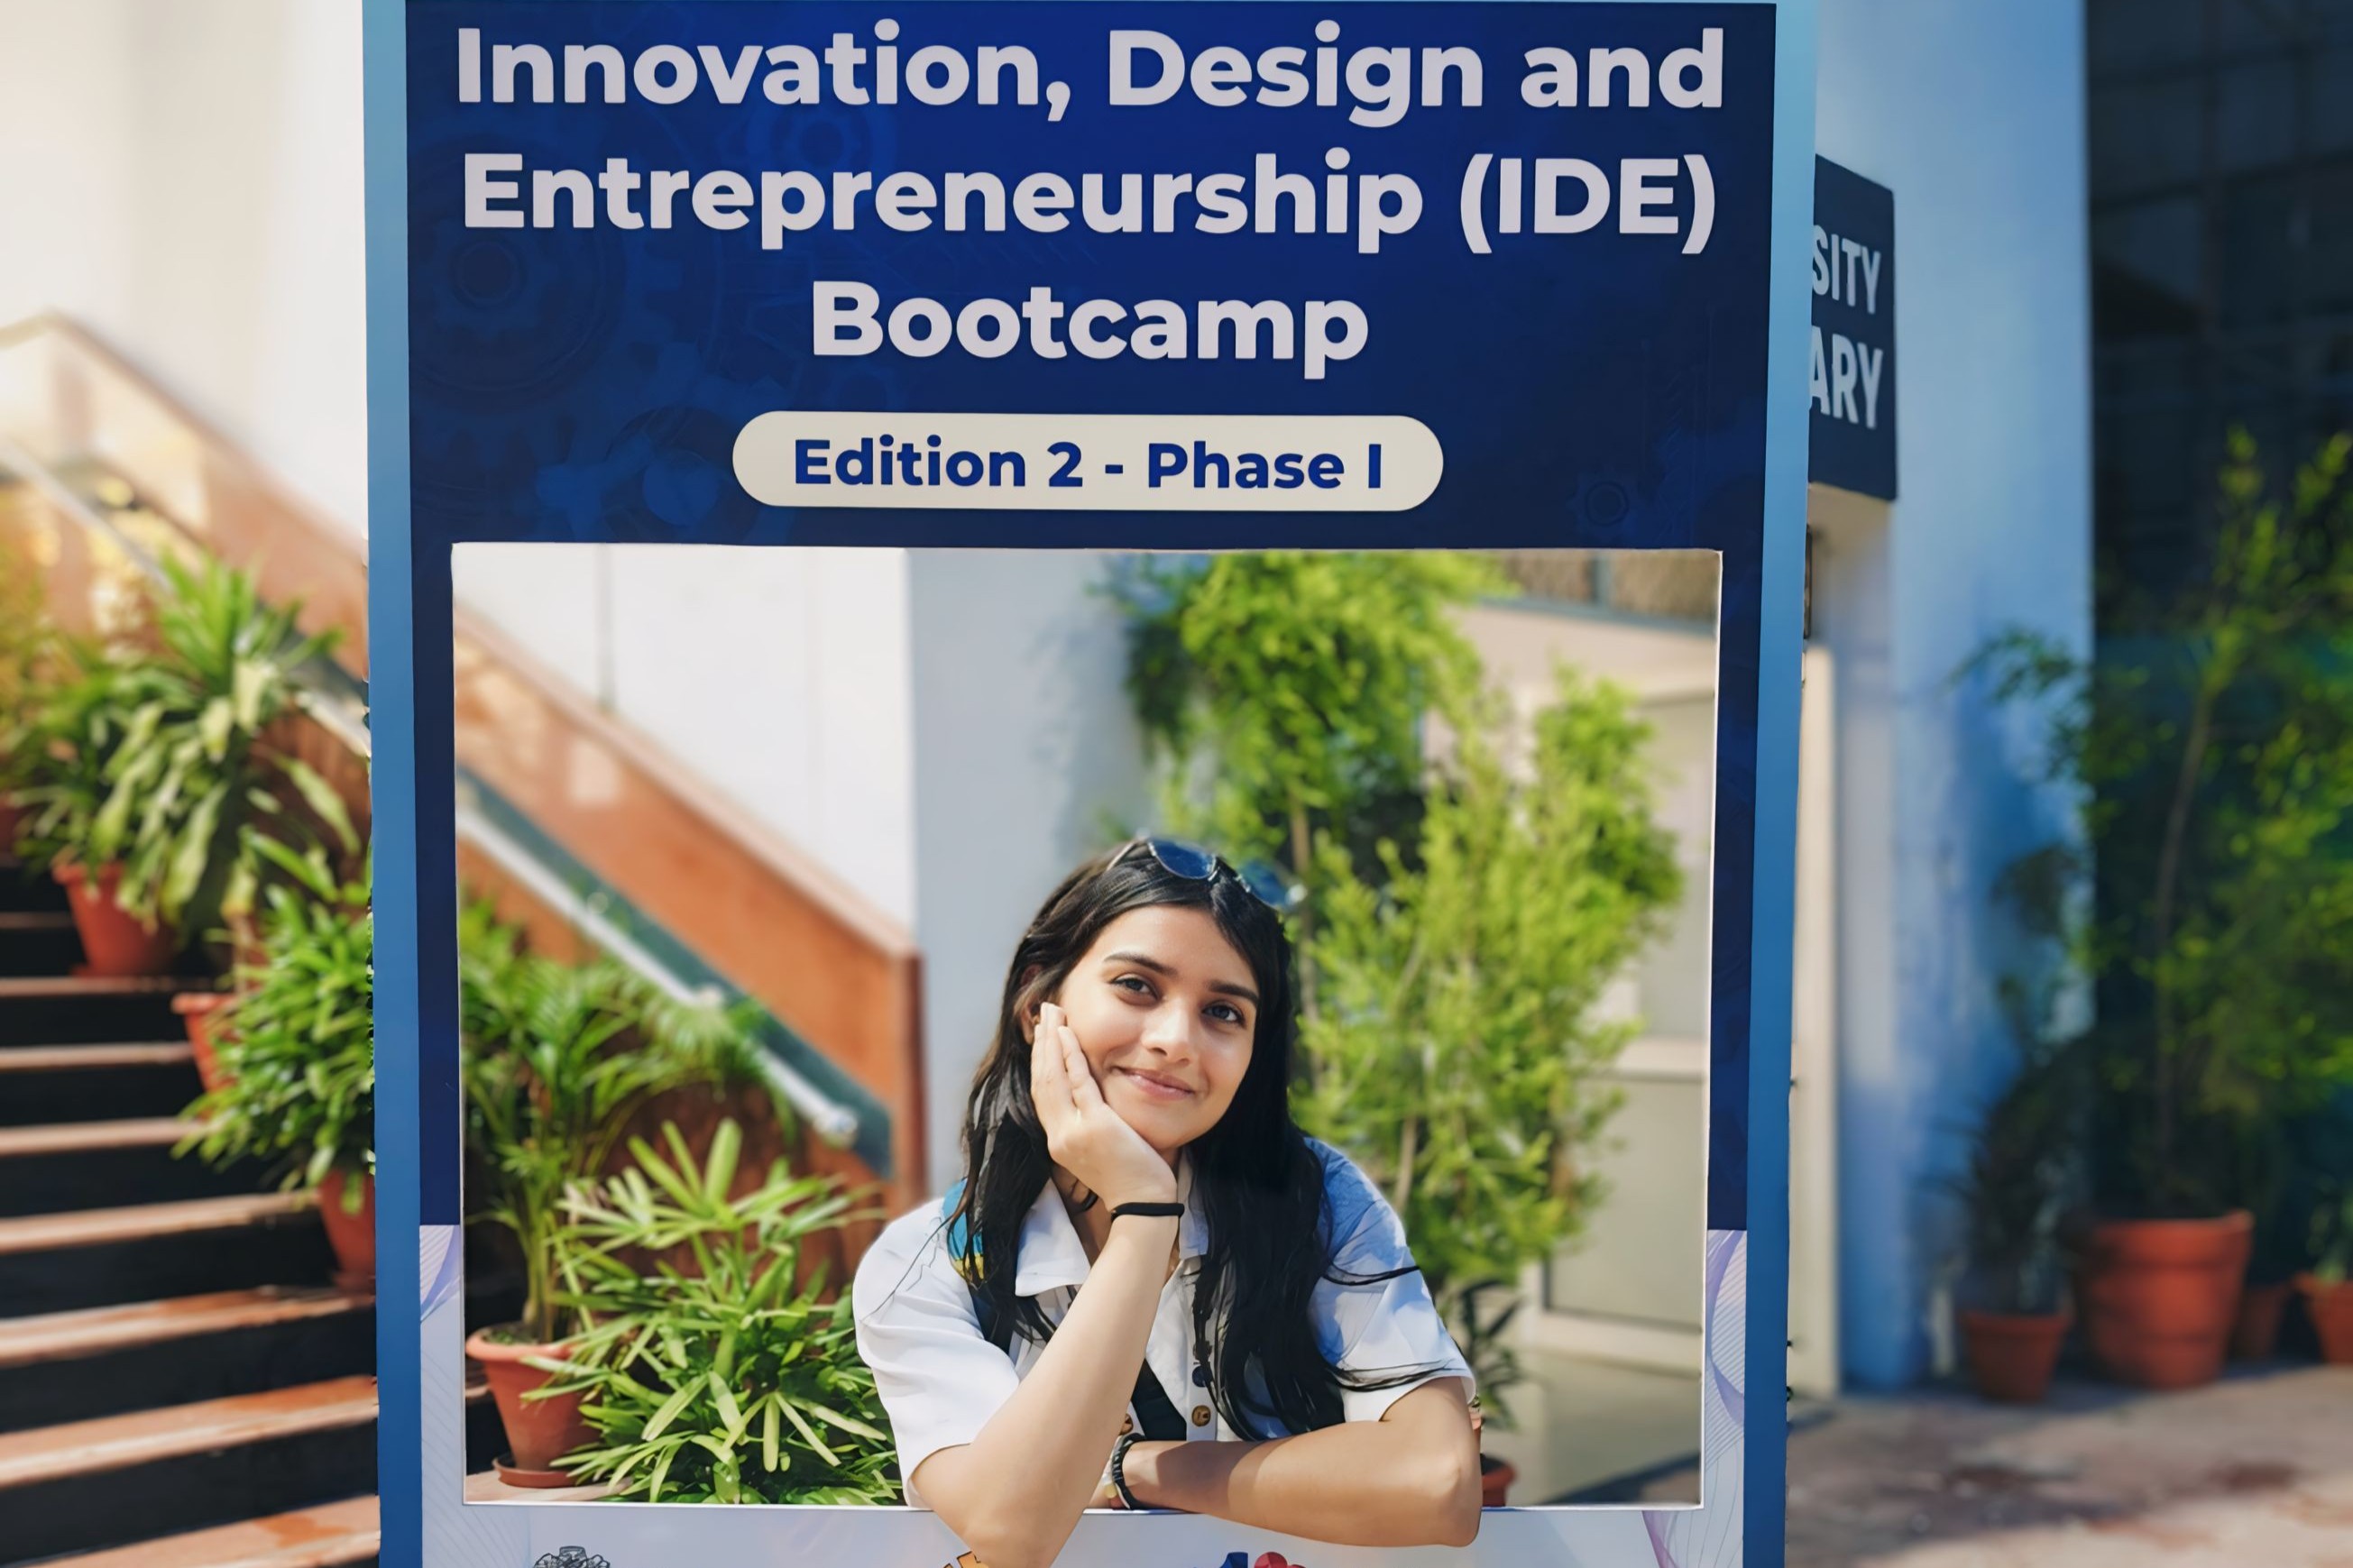 Innovation, Design and
Entrepreneurship (IDE)
Bootcamp
Edition 2 - Phase I
SITY
ARY